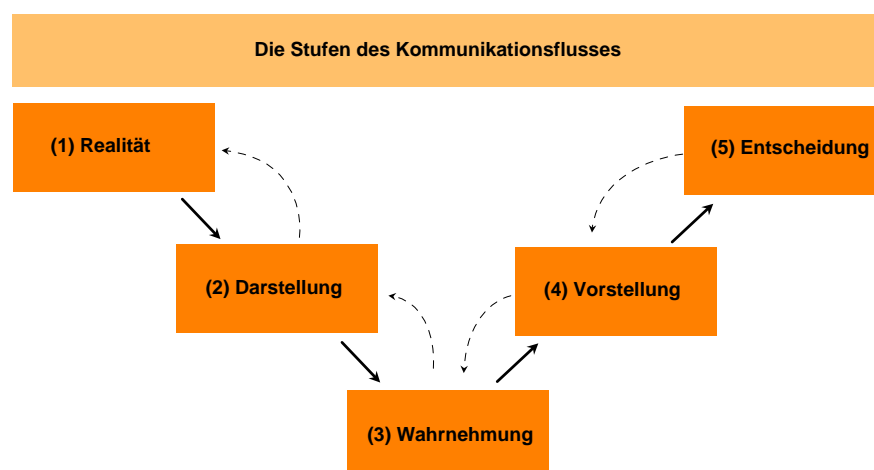 Die Stufen des Kommunikationsflusses
(1) Realität
(5) Entscheidung
(2) Darstellung
(4) Vorstellung
(3) Wahrnehmung